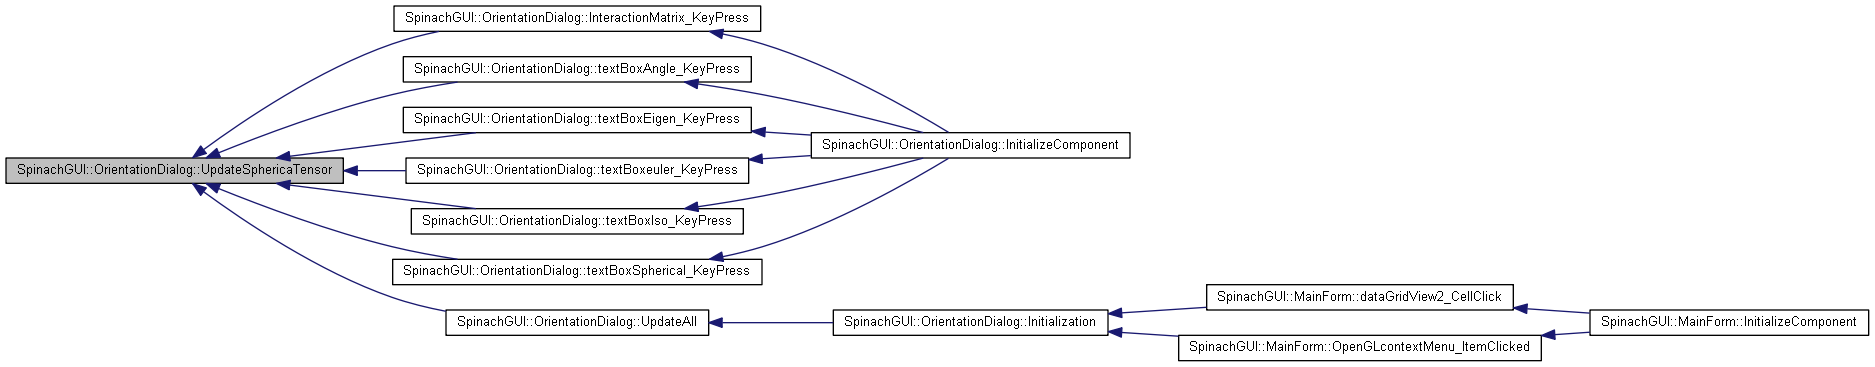 SpinachGUI::OrientationDialog::InteractionMatrix_KeyPress
SpinachGUI::OrientationDialog::textBoxAngle_KeyPress
SpinachGUI::OrientationDialog::textBoxEigen_KeyPress
SpinachGUI::OrientationDialog::InitializeComponent
SpinachGUI::OrientationDialog::UpdateSphericaTensor
SpinachGUI::OrientationDialog::textBoxeuler_KeyPress
SpinachGUI::OrientationDialog::textBoxIso_KeyPress
SpinachGUI::OrientationDialog::textBoxSpherical_KeyPress
SpinachGUI::MainForm::dataGridView2_CellClick
SpinachGUI::OrientationDialog::UpdateAll
SpinachGUI::OrientationDialog::Initialization
SpinachGUI::MainForm::InitializeComponent
SpinachGUI::MainForm::OpenGLcontextMenu_ItemClicked